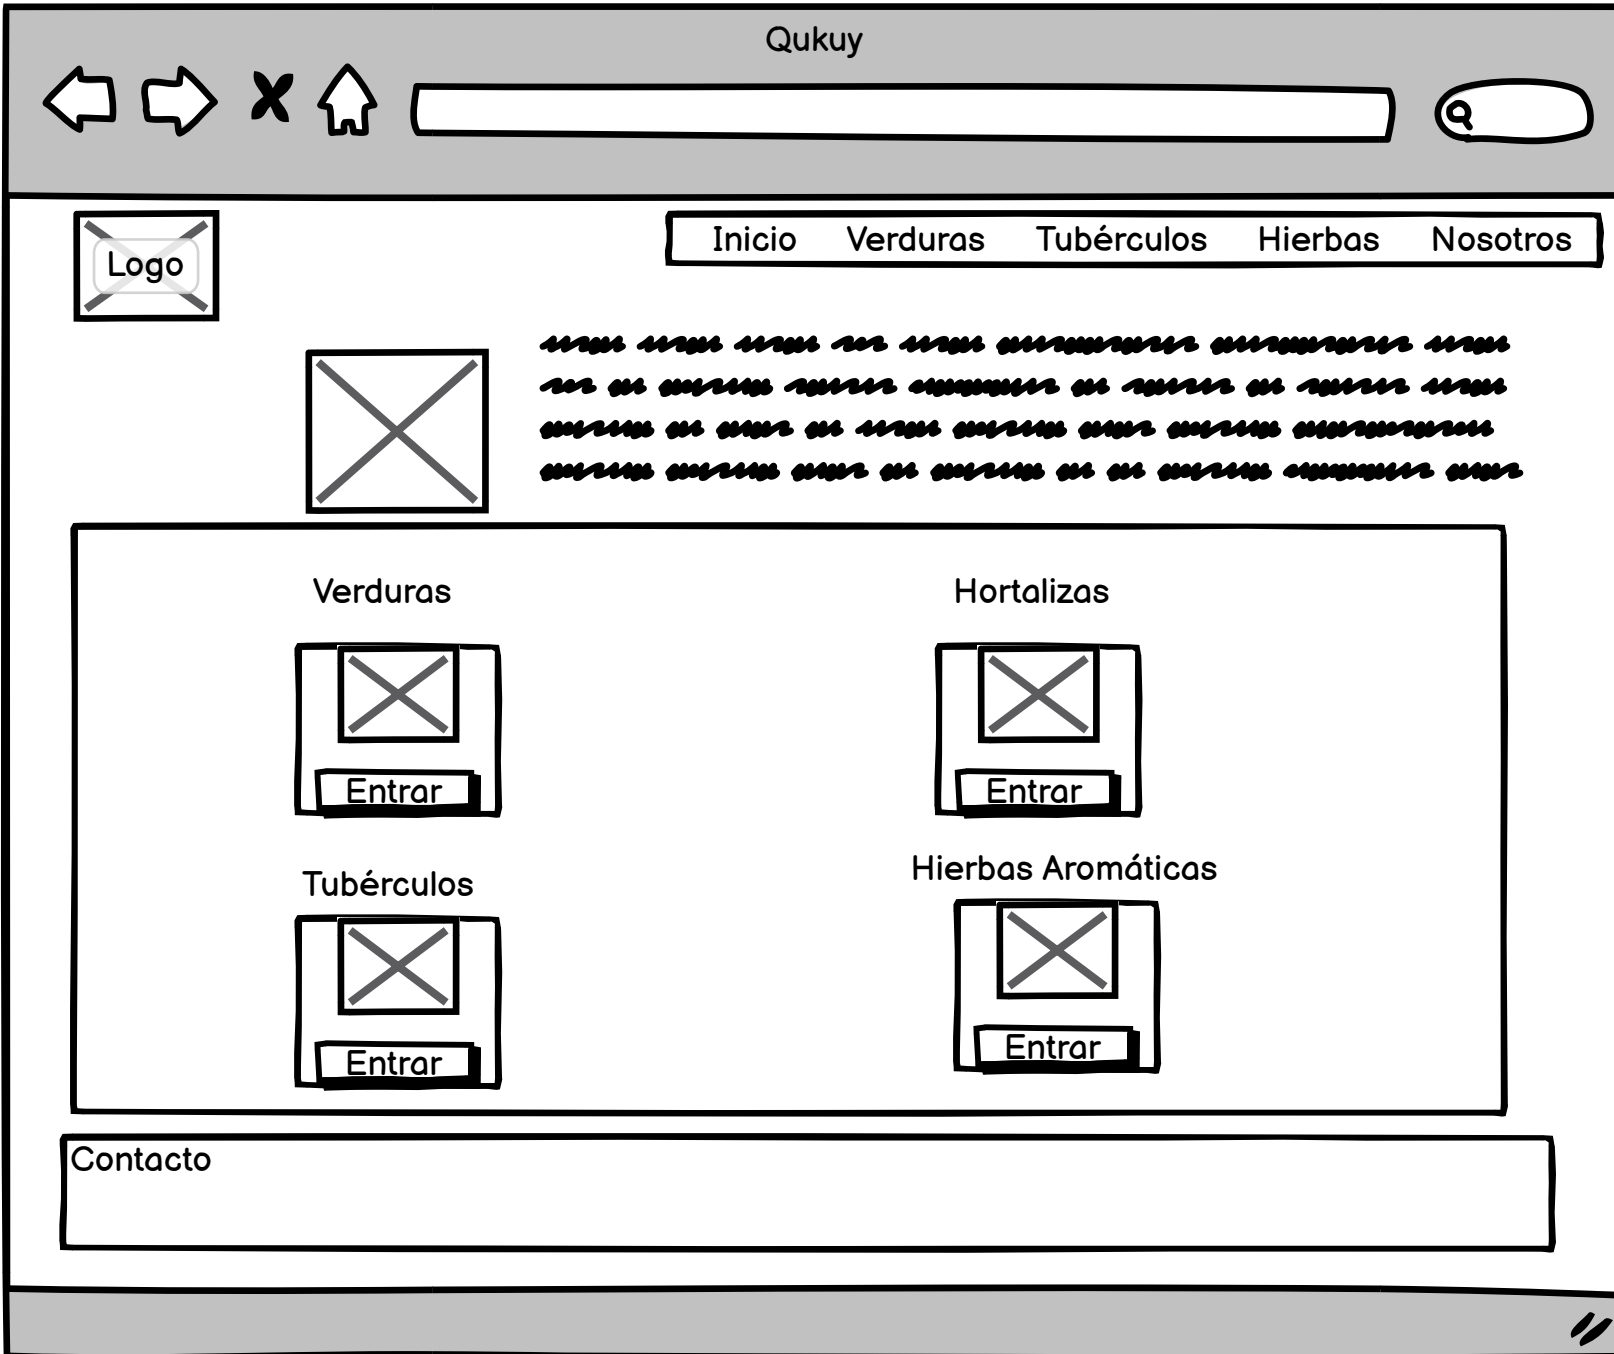 Qukuy
Logo
Inicio Verduras Tubérculos Hierbas Nosotros
Verduras
Hortalizas
Entrar
Entrar
Tubérculos
Hierbas Aromáticas
Entrar
Entrar
Contacto